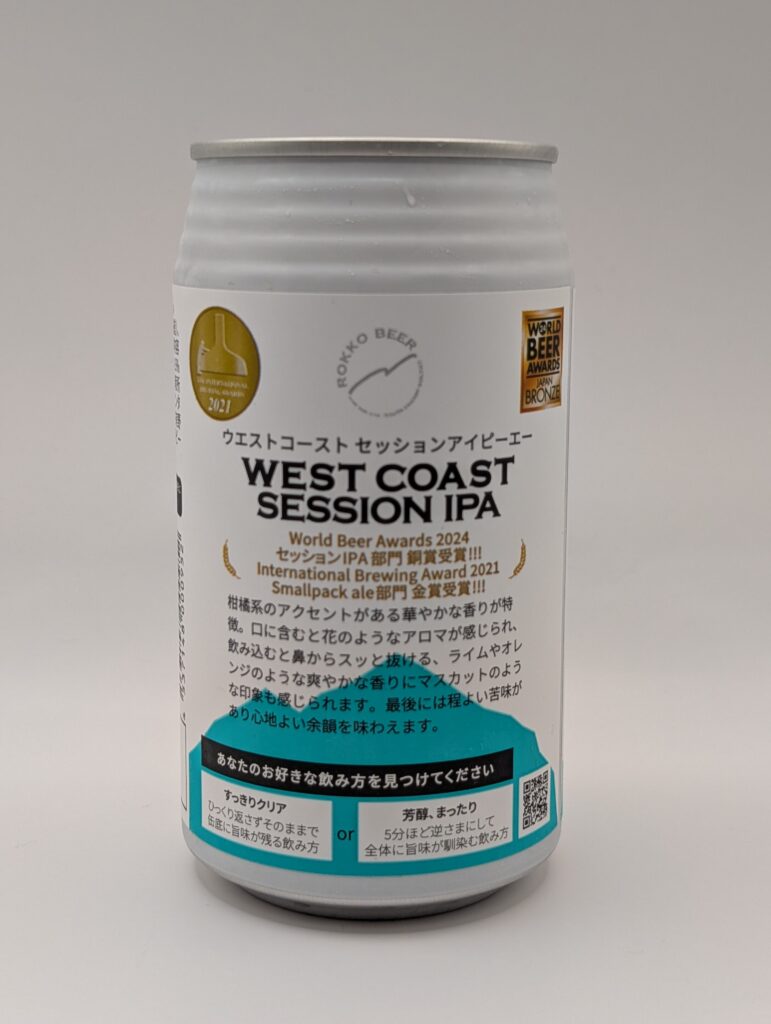 THE INTERNATIONAL
BREWING AWARDS
2021
ROKKO BEER
WORLD
BEER
AWARDS
JAPAN
BRONZE
ウエストコースト セッションアイピーエー
WEST COAST
SESSION IPA
World Beer Awards 2024
セッションIPA部門 銅賞受賞!!!
International Brewing Award 2021
Smallpack ale部門 金賞受賞!!!
柑橘系のアクセントがある華やかな香りが特
徴。口に含むと花のようなアロマが感じられ、
飲み込むと鼻からスッと抜ける、ライムやオレ
ンジのような爽やかな香りにマスカットのよう
な印象も感じられます。最後には程よい苦味が
あり心地よい余韻を味わえます。
あなたのお好きな飲み方を見つけてください
すっきりクリア
ひっくり返さずそのままで
缶底に旨味が残る飲み方
or
芳醇、まったり
5分ほど逆さまにして
全体に旨味が馴染む飲み方